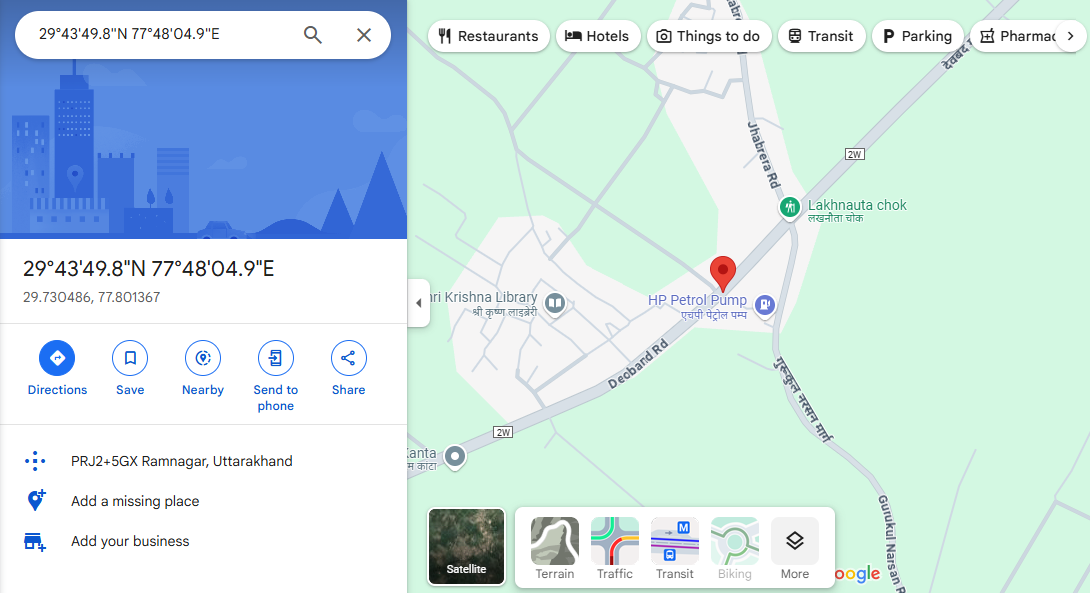 29°43'49.8"N 77°48'04.9"E
Restaurants
Hotels
Things to do
Transit
Parking
Pharmac
29°43'49.8"N 77°48'04.9"E
29.730486, 77.801367
Directions
Save
Nearby
Send to
phone
Share
PRJ2+5GX Ramnagar, Uttarakhand
Add a missing place
Add your business
Jhabrera Rd
2W
Lakhnauta chok
लखनौता चोक
HP Petrol Pump
एचपी पेट्रोल पम्प
ri Krishna Library
श्री कृष्ण लाइब्रेरी
Deoband Rd
गुरुकुल नरसन मार्ग
2W
Kanta
म कांटा
Gurukul Narsan R
Satellite
Terrain
Traffic
M
Transit
Biking
More
oogle